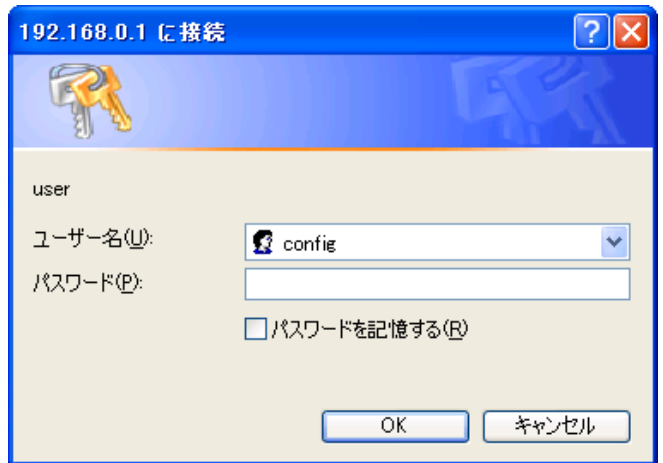 192.168.0.1 に接続
user
ユーザー名(U):
config
パスワード(P):
パスワードを記憶する(R)
OK
キャンセル